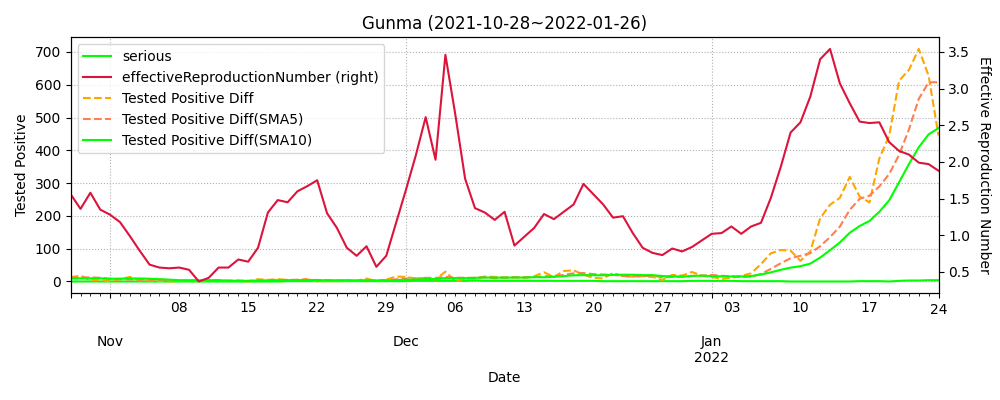 Gunma (2021-10-28~2022-01-26)
serious
effectiveReproductionNumber (right)
Tested Positive Diff
Tested Positive Diff(SMA5)
Tested Positive Diff(SMA10)
Tested Positive
700
600
500
400
300
200
100
0
3.5
3.0
2.5
2.0
1.5
1.0
0.5
Effective Reproduction Number
08 15 22 29 06 13 20 27 03 10 17 24
Nov Dec Jan
2022
Date